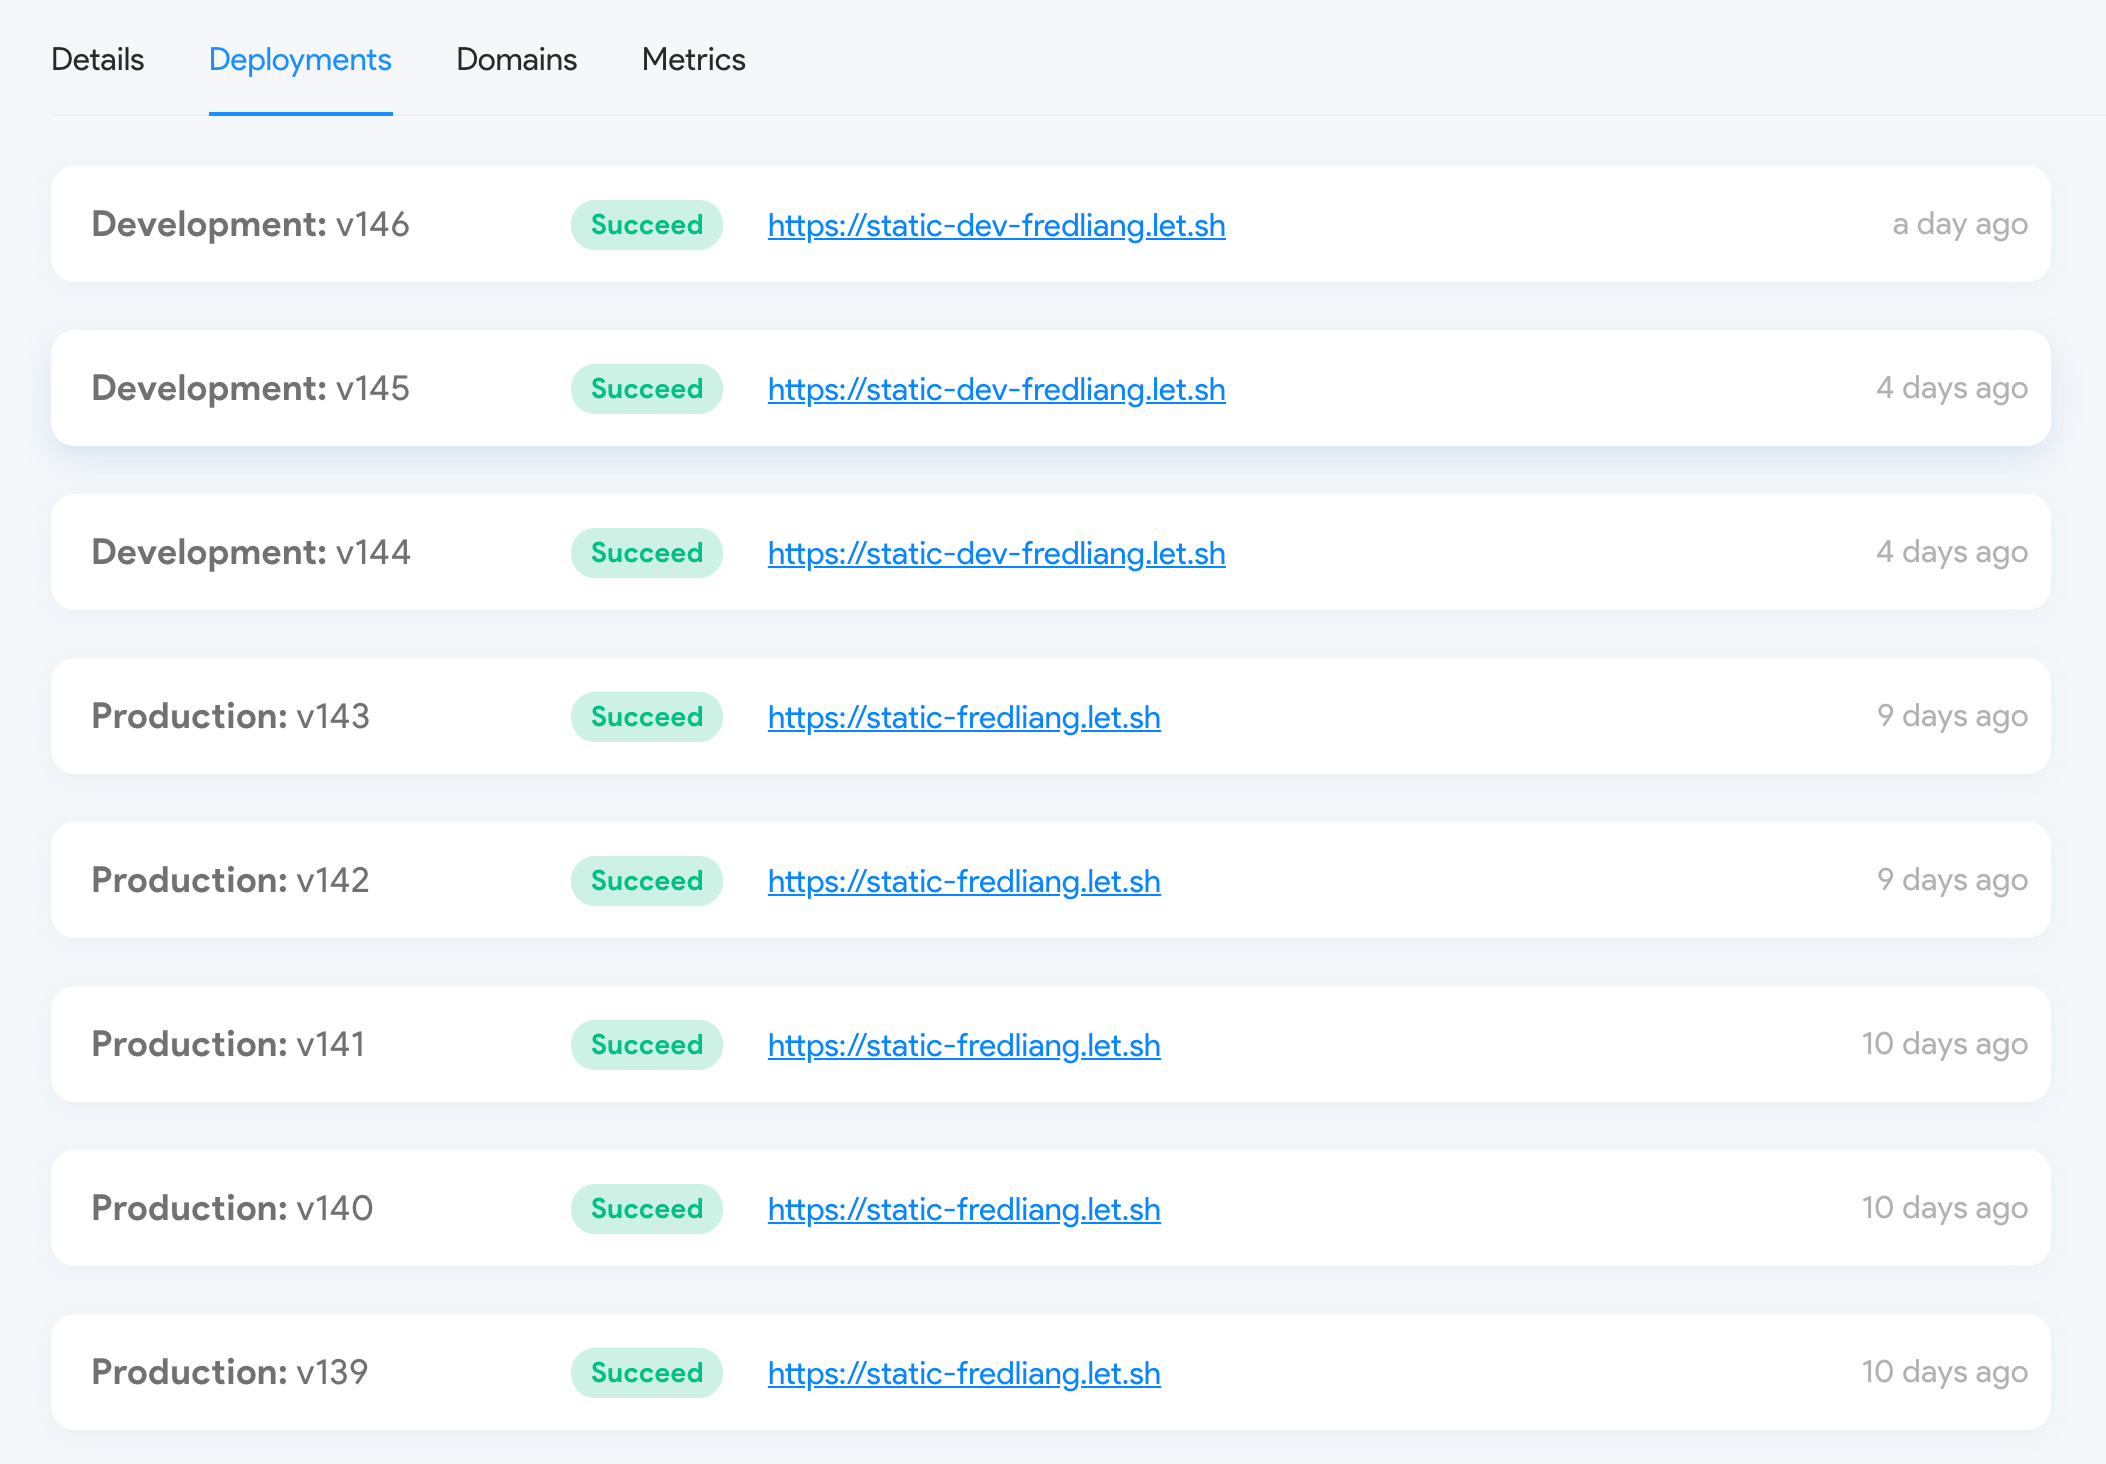 Details Deployments Domains Metrics
Development: v146 Succeed https://static-dev-fredliang.let.sh a day ago
Development: v145 Succeed https://static-dev-fredliang.let.sh 4 days ago
Development: v144 Succeed https://static-dev-fredliang.let.sh 4 days ago
Production: v143 Succeed https://static-fredliang.let.sh 9 days ago
Production: v142 Succeed https://static-fredliang.let.sh 9 days ago
Production: v141 Succeed https://static-fredliang.let.sh 10 days ago
Production: v140 Succeed https://static-fredliang.let.sh 10 days ago
Production: v139 Succeed https://static-fredliang.let.sh 10 days ago